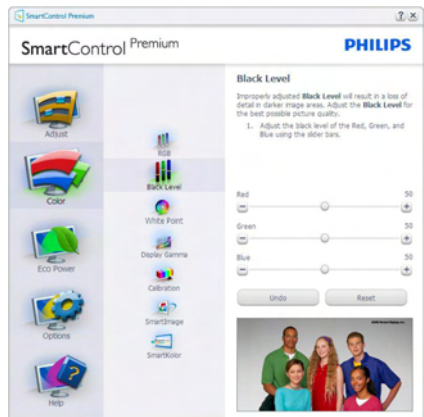 SmartControl Premium
SmartControl Premium
PHILIPS
Adjust
Color
Eco Power
Options
Help
RGB
Black Level
White Point
Display Gamma
Calibration
SmartImage
SmartKolor
Black Level
Improperly adjusted Black Level will result in a loss of
detail in darker image areas. Adjust the Black Level for
the best possible picture quality.
1. Adjust the black level of the Red, Green, and
Blue using the slider bars.
Red 50
Green 50
Blue 50
Undo Reset